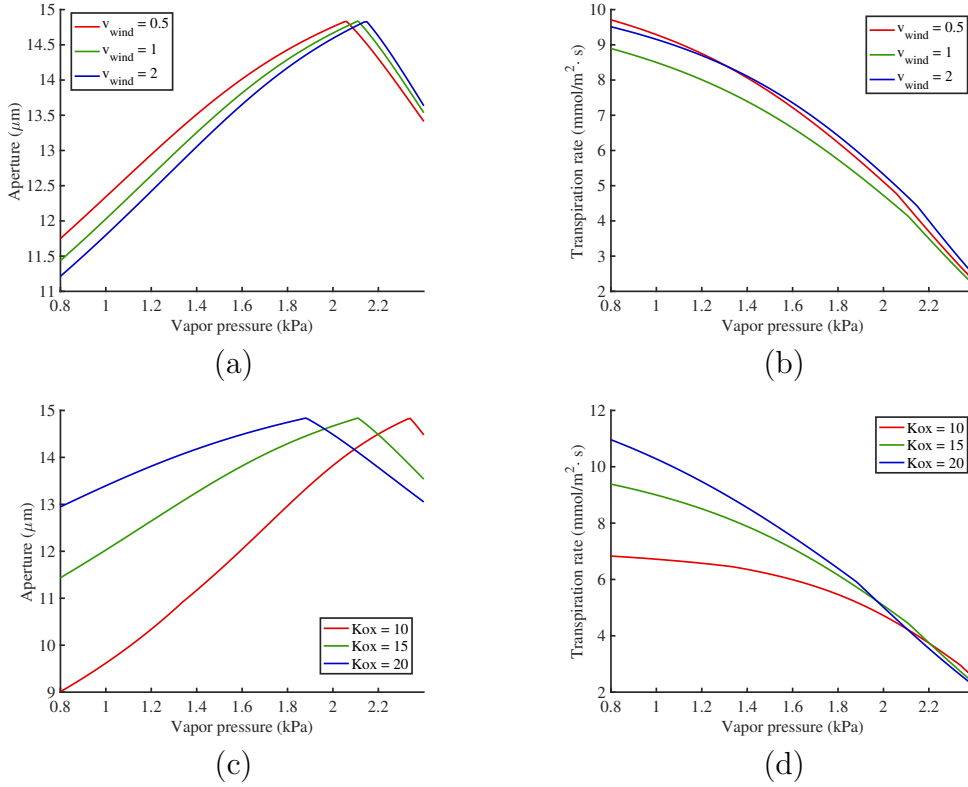 15
14.5
14
13.5
13
12.5
12
11.5
11
0.8 1 1.2 1.4 1.6 1.8 2 2.2
Aperture (μm)
Vapor pressure (kPa)
v_wind = 0.5
v_wind = 1
v_wind = 2
(a)
10
9
8
7
6
5
4
3
2
0.8 1 1.2 1.4 1.6 1.8 2 2.2
Transpiration rate (mmol/m²· s)
Vapor pressure (kPa)
v_wind = 0.5
v_wind = 1
v_wind = 2
(b)
15
14
13
12
11
10
9
0.8 1 1.2 1.4 1.6 1.8 2 2.2
Aperture (μm)
Vapor pressure (kPa)
Kox = 10
Kox = 15
Kox = 20
(c)
12
10
8
6
4
2
0.8 1 1.2 1.4 1.6 1.8 2 2.2
Transpiration rate (mmol/m²· s)
Vapor pressure (kPa)
Kox = 10
Kox = 15
Kox = 20
(d)